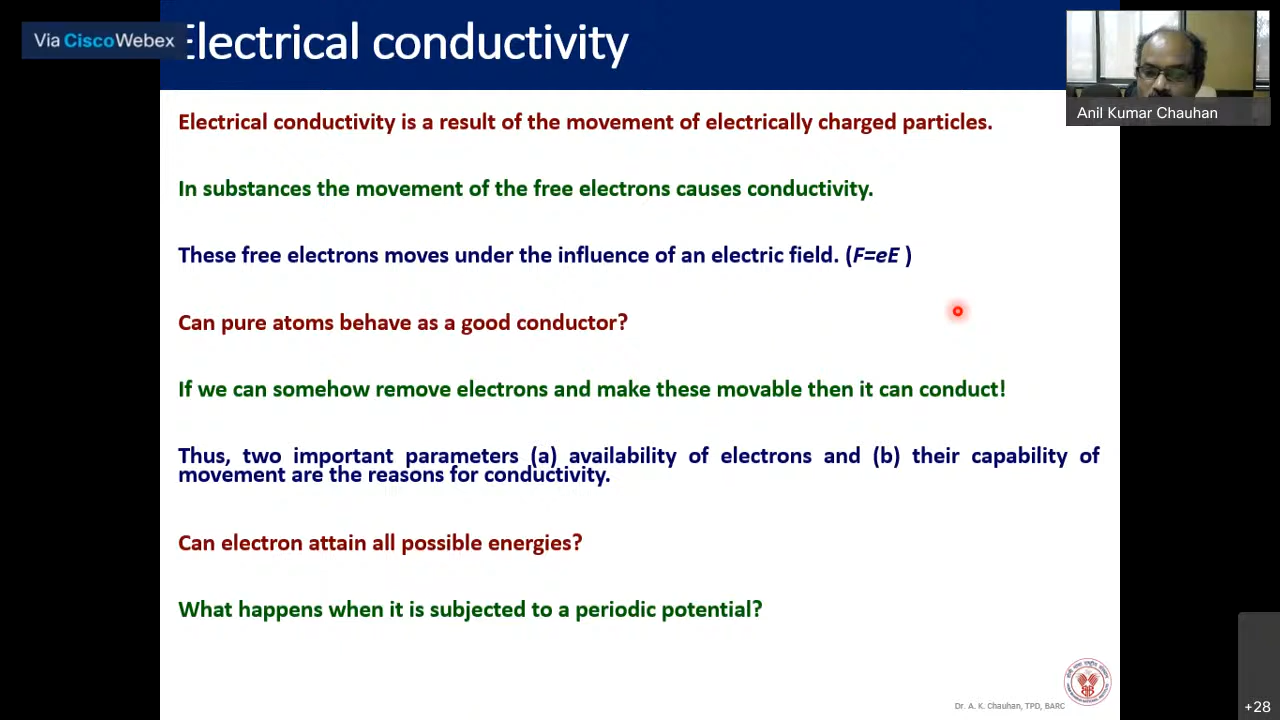 Via Cisco Webex
Electrical conductivity
Anil Kumar Chauhan
Electrical conductivity is a result of the movement of electrically charged particles.
In substances the movement of the free electrons causes conductivity.
These free electrons moves under the influence of an electric field. (F=eE )
Can pure atoms behave as a good conductor?
If we can somehow remove electrons and make these movable then it can conduct!
Thus, two important parameters (a) availability of electrons and (b) their capability of
movement are the reasons for conductivity.
Can electron attain all possible energies?
What happens when it is subjected to a periodic potential?
Dr. A. K. Chauhan, TPD, BARC
+28